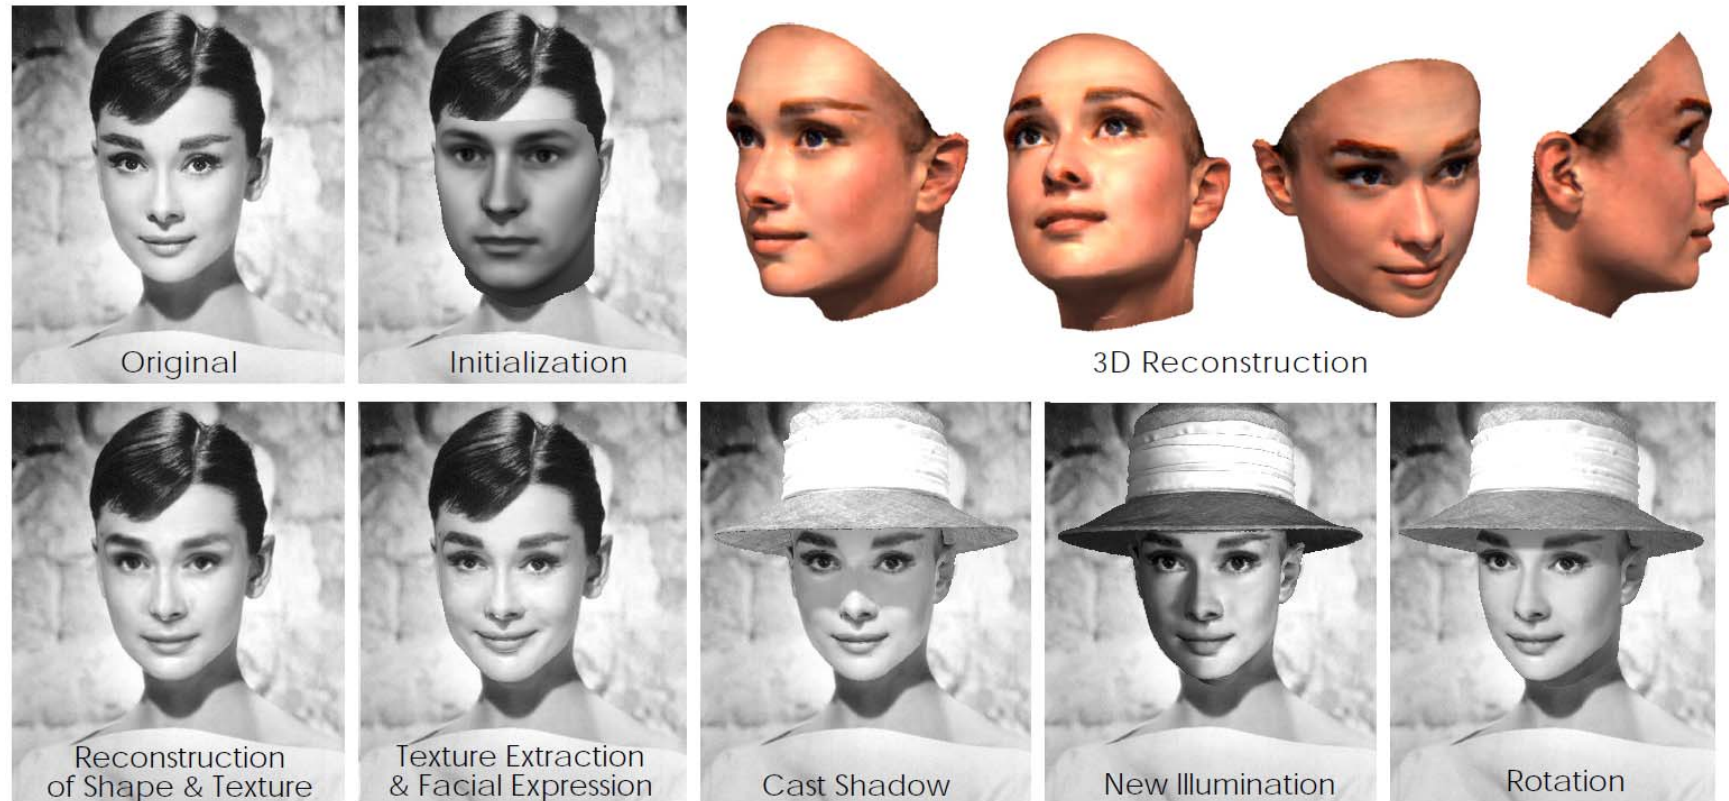 Original
Initialization
3D Reconstruction
Reconstruction
of Shape & Texture
Texture Extraction
& Facial Expression
Cast Shadow
New Illumination
Rotation